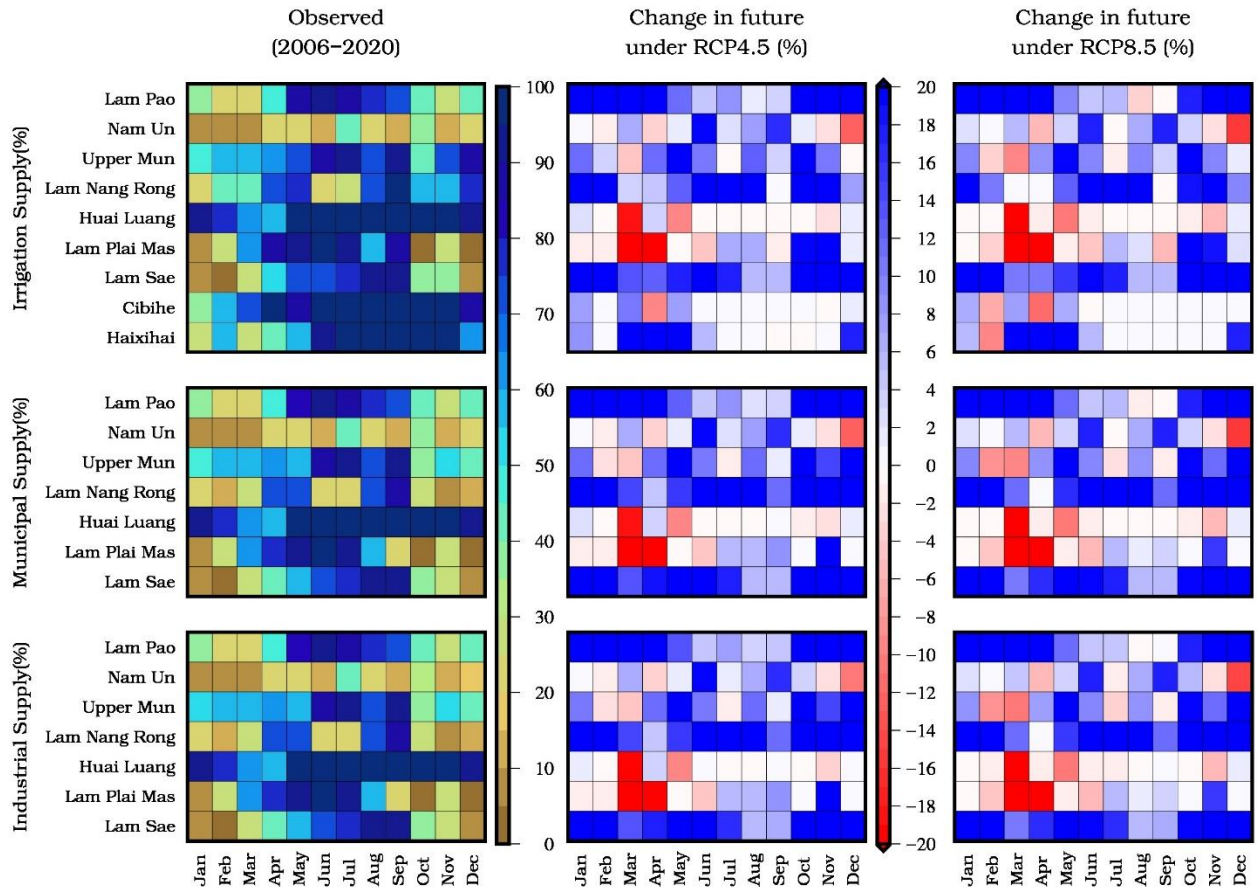 Observed
(2006–2020)
Change in future
under RCP4.5 (%)
Change in future
under RCP8.5 (%)
Irrigation Supply(%)
Lam Pao
Nam Un
Upper Mun
Lam Nang Rong
Huai Luang
Lam Plai Mas
Lam Sae
Cibihe
Haixihai
Municipal Supply(%)
Lam Pao
Nam Un
Upper Mun
Lam Nang Rong
Huai Luang
Lam Plai Mas
Lam Sae
Industrial Supply(%)
Lam Pao
Nam Un
Upper Mun
Lam Nang Rong
Huai Luang
Lam Plai Mas
Lam Sae
100
90
80
70
60
50
40
30
20
10
0
20
18
16
14
12
10
8
6
4
2
0
−2
−4
−6
−8
−10
−12
−14
−16
−18
−20
Jan Feb Mar Apr May Jun Jul Aug Sep Oct Nov Dec
Jan Feb Mar Apr May Jun Jul Aug Sep Oct Nov Dec
Jan Feb Mar Apr May Jun Jul Aug Sep Oct Nov Dec